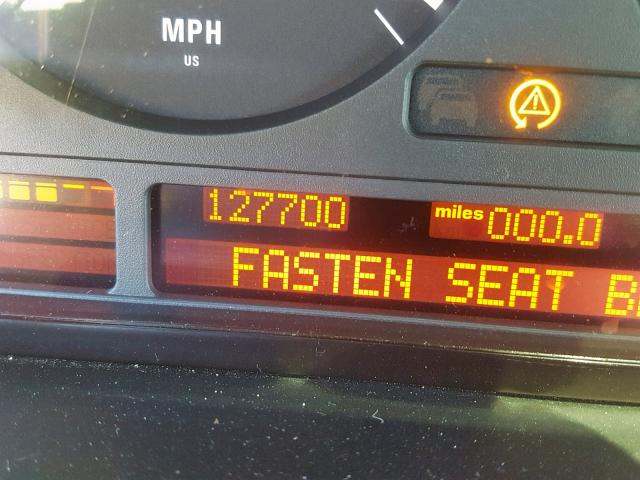 MPH
US
127700
miles 000.0
FASTEN SEAT